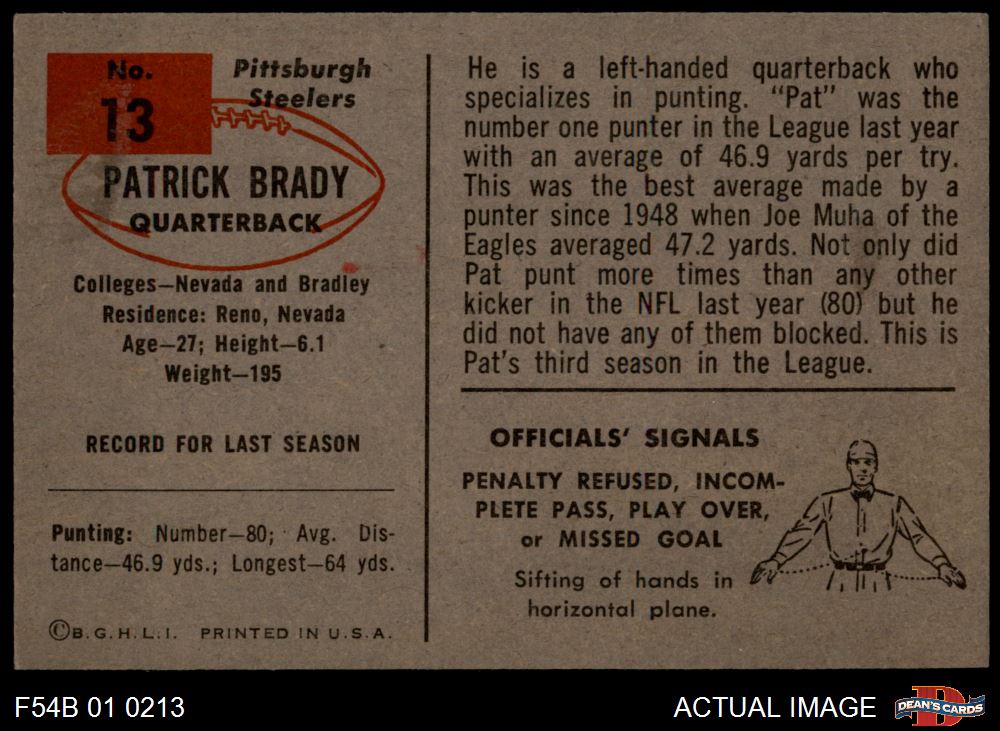 No.
13
Pittsburgh
Steelers
PATRICK BRADY
QUARTERBACK
Colleges—Nevada and Bradley
Residence: Reno, Nevada
Age—27; Height—6.1
Weight—195
RECORD FOR LAST SEASON
Punting: Number—80; Avg. Dis-
tance—46.9 yds.; Longest—64 yds.
©B.G.H.L.I. PRINTED IN U.S.A.
He is a left-handed quarterback who
specializes in punting. “Pat” was the
number one punter in the League last year
with an average of 46.9 yards per try.
This was the best average made by a
punter since 1948 when Joe Muha of the
Eagles averaged 47.2 yards. Not only did
Pat punt more times than any other
kicker in the NFL last year (80) but he
did not have any of them blocked. This is
Pat's third season in the League.
OFFICIALS' SIGNALS
PENALTY REFUSED, INCOM-
PLETE PASS, PLAY OVER,
or MISSED GOAL
Sifting of hands in
horizontal plane.
F54B 01 0213
ACTUAL IMAGE
DEAN'S CARDS